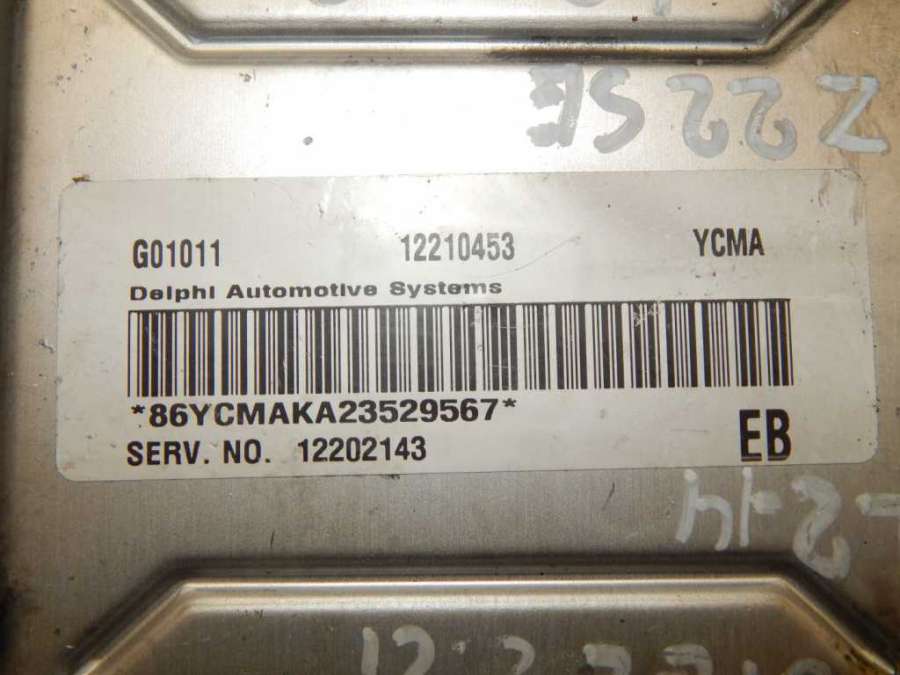 Z22SE
G01011 12210453 YCMA
Delphi Automotive Systems
*86YCMAKA23529567*
SERV. NO. 12202143 EB